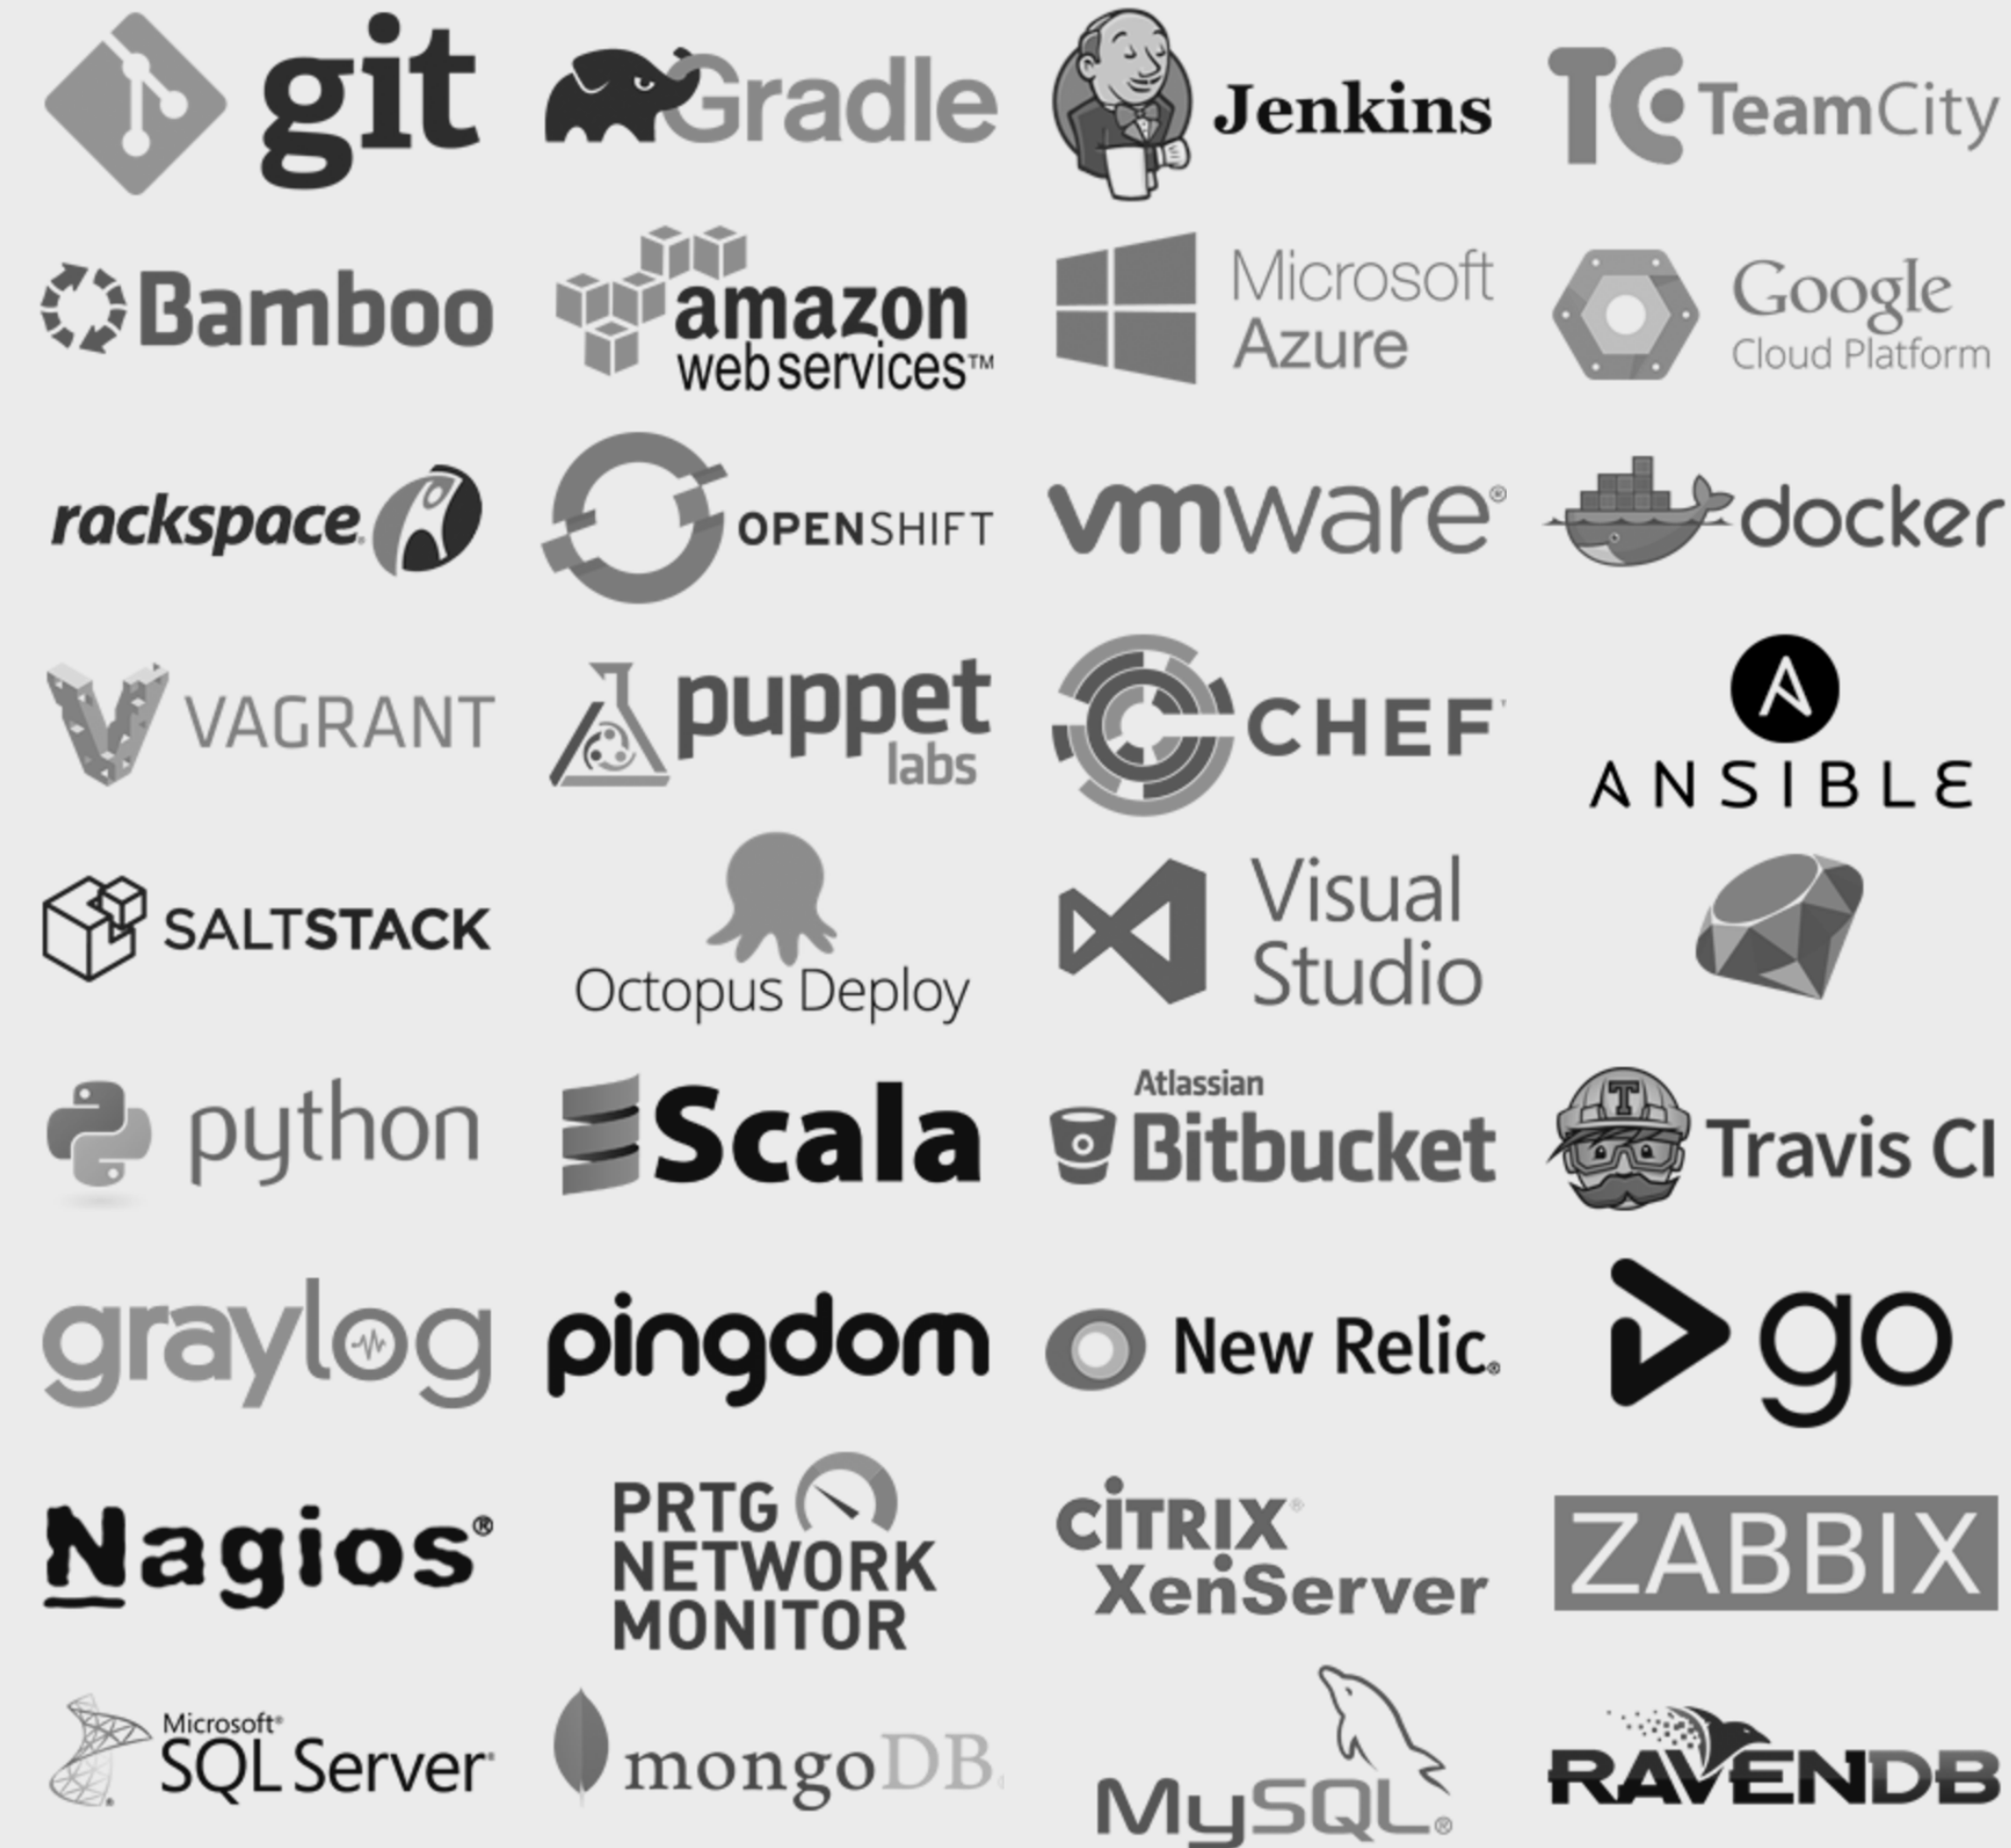 git
Gradle
Jenkins
TC TeamCity
Bamboo
amazon
webservices™
Microsoft
Azure
Google
Cloud Platform
rackspace
OPENSHIFT
vmware®
docker
VAGRANT
puppet
labs
CHEF
A
ANSIBLE
SALTSTACK
Octopus Deploy
Visual
Studio
python
Scala
Atlassian
Bitbucket
T
Travis CI
graylog
pingdom
New Relic®
go
Nagios®
PRTG
NETWORK
MONITOR
CiTRIX®
XenServer
ZABBIX
Microsoft®
SQL Server®
mongoDB
MySQL®
RAVENDB